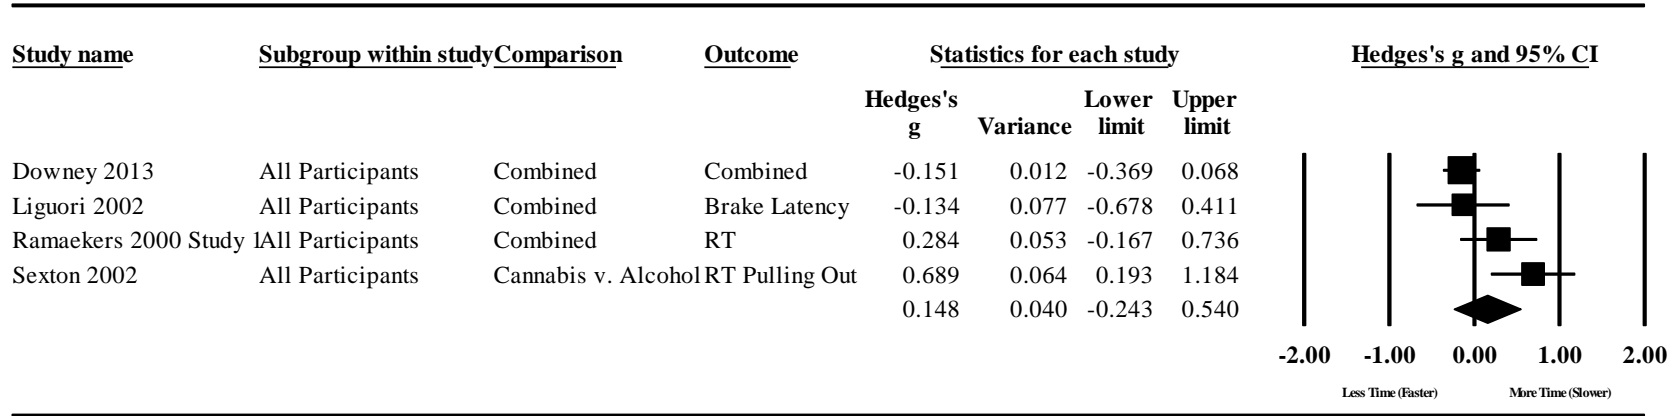 Study name Subgroup within study Comparison Outcome Statistics for each study Hedges's g and 95% CI
Hedges's g Variance Lower limit Upper limit
Downey 2013 All Participants Combined Combined -0.151 0.012 -0.369 0.068
Liguori 2002 All Participants Combined Brake Latency -0.134 0.077 -0.678 0.411
Ramaekers 2000 Study 1 All Participants Combined RT 0.284 0.053 -0.167 0.736
Sexton 2002 All Participants Cannabis v. Alcohol RT Pulling Out 0.689 0.064 0.193 1.184
0.148 0.040 -0.243 0.540
-2.00 -1.00 0.00 1.00 2.00
Less Time (Faster) More Time (Slower)